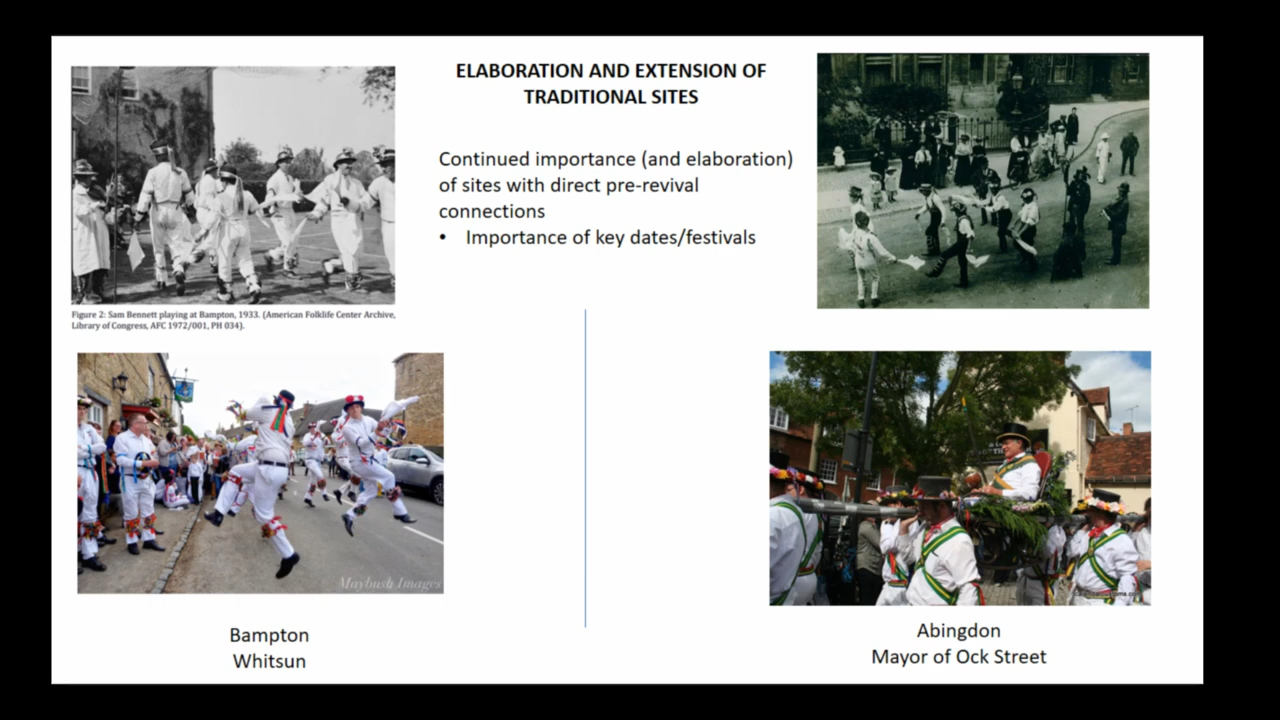 ELABORATION AND EXTENSION OF
TRADITIONAL SITES
Continued importance (and elaboration)
of sites with direct pre-revival
connections
• Importance of key dates/festivals
Figure 2: Sam Bennett playing at Bampton, 1933. (American Folklife Center Archive,
Library of Congress, AFC 1972/001, PH 034).
Maybush Images
Bampton
Whitsun
Abingdon
Mayor of Ock Street